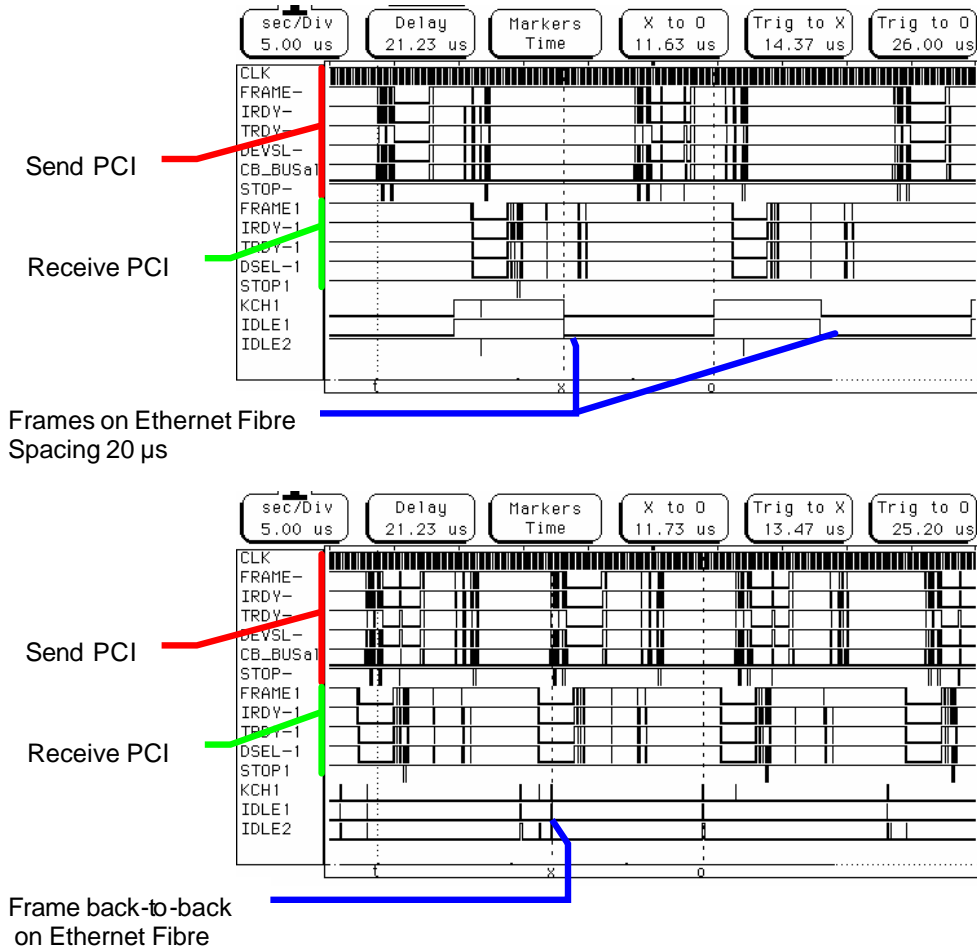 sec/Div Delay Markers X to O Trig to X Trig to O
5.00 us 21.23 us Time 11.63 us 14.37 us 26.00 us
CLK
FRAME-
IRDY-
TRDY-
DEVSL-
CB_BUSal
STOP-
FRAME1
IRDY-1
TRDY-1
DSEL-1
STOP1
KCH1
IDLE1
IDLE2
Send PCI
Receive PCI
t X O
Frames on Ethernet Fibre
Spacing 20 µs
sec/Div Delay Markers X to O Trig to X Trig to O
5.00 us 21.23 us Time 11.73 us 13.47 us 25.20 us
CLK
FRAME-
IRDY-
TRDY-
DEVSL-
CB_BUSal
STOP-
FRAME1
IRDY-1
TRDY-1
DSEL-1
STOP1
KCH1
IDLE1
IDLE2
Send PCI
Receive PCI
t X O
Frame back-to-back
on Ethernet Fibre